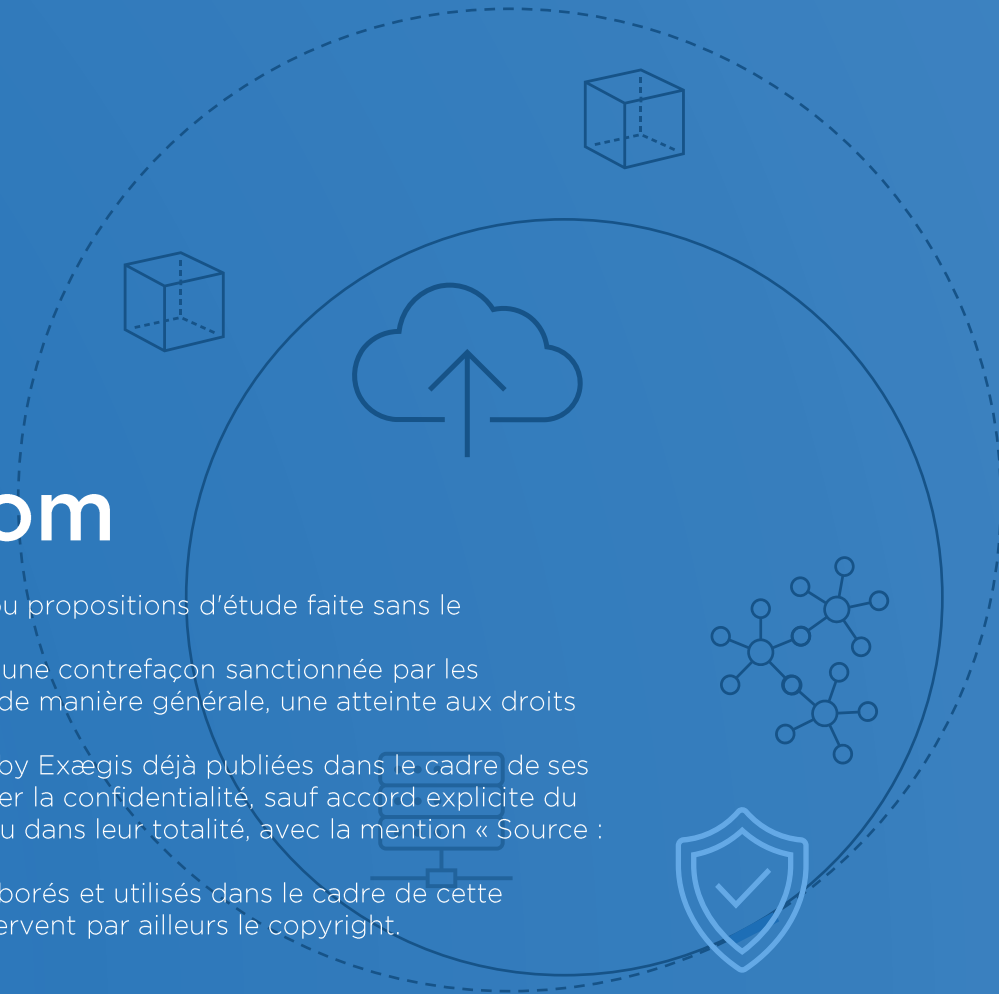 om
ou propositions d'étude faite sans le
une contrefaçon sanctionnée par les
de manière générale, une atteinte aux droits
by Exægis déjà publiées dans le cadre de ses
er la confidentialité, sauf accord explicite du
u dans leur totalité, avec la mention « Source :
borés et utilisés dans le cadre de cette
ervent par ailleurs le copyright.